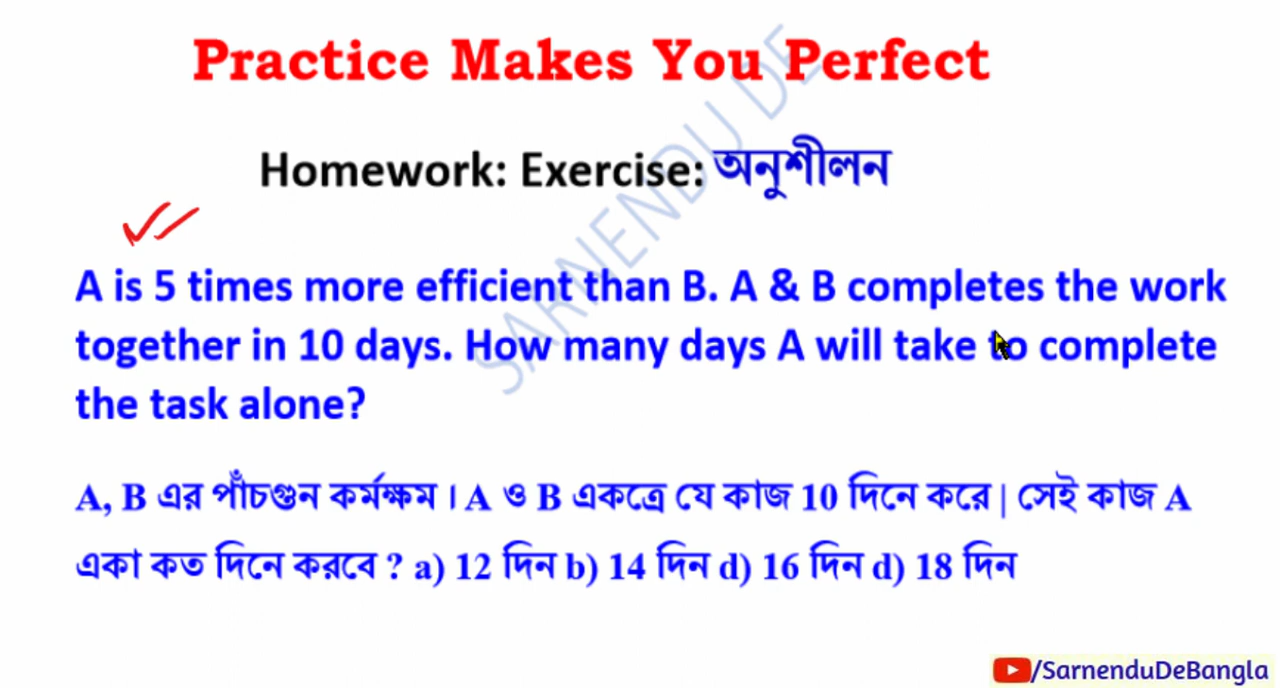 Practice Makes You Perfect
Homework: Exercise: অনুশীলন
A is 5 times more efficient than B. A & B completes the work
together in 10 days. How many days A will take to complete
the task alone?
A, B এর পাঁচগুন কর্মক্ষম । A ও B একত্রে যে কাজ 10 দিনে করে | সেই কাজ A
একা কত দিনে করবে ? a) 12 দিন b) 14 দিন d) 16 দিন d) 18 দিন
/SarnenduDeBangla
SARNENDU DE